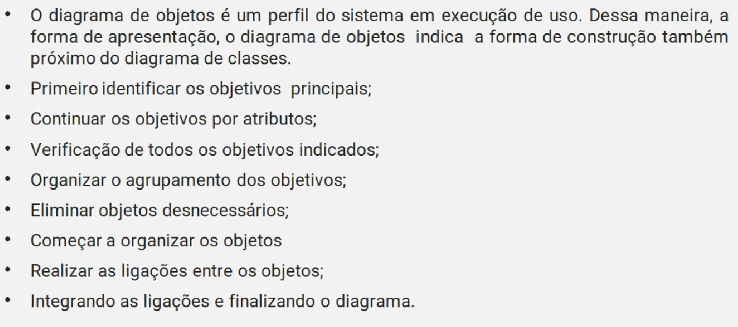 • O diagrama de objetos é um perfil do sistema em execução de uso. Dessa maneira, a
forma de apresentação, o diagrama de objetos indica a forma de construção também
próximo do diagrama de classes.
• Primeiro identificar os objetivos principais;
• Continuar os objetivos por atributos;
• Verificação de todos os objetivos indicados;
• Organizar o agrupamento dos objetivos;
• Eliminar objetos desnecessários;
• Começar a organizar os objetos
• Realizar as ligações entre os objetos;
• Integrando as ligações e finalizando o diagrama.